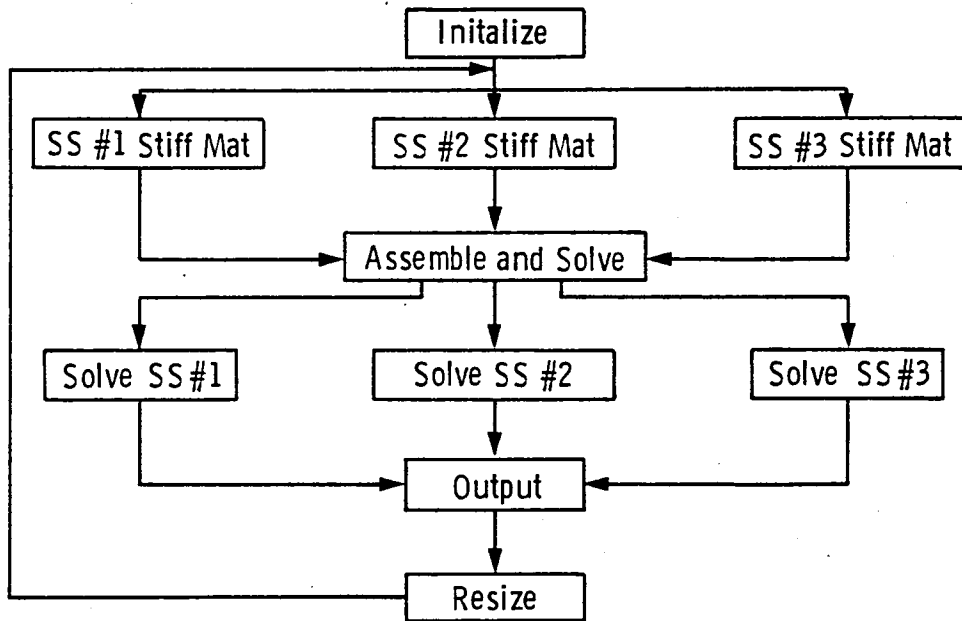 Initalize
SS #1 Stiff Mat
SS #2 Stiff Mat
SS #3 Stiff Mat
Assemble and Solve
Solve SS #1
Solve SS #2
Solve SS #3
Output
Resize